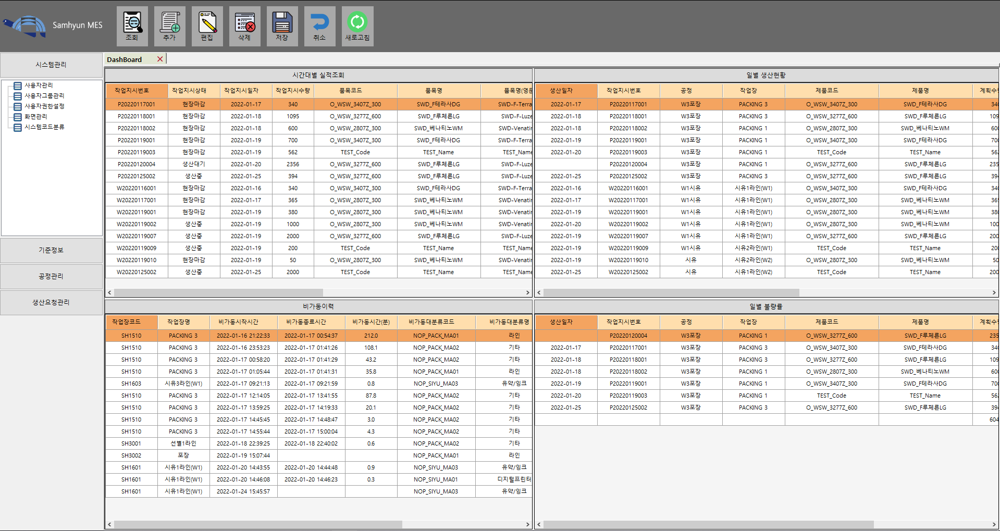 Samhyun MES
조회 추가 편집 삭제 저장 취소 새로고침
시스템관리
사용자관리
사용자그룹관리
사용자권한설정
화면관리
시스템코드분류
기준정보
공정관리
생산요청관리
DashBoard
시간대별 실적조회
작업지시번호 작업지시상태 작업지시일자 작업지시수량 품목코드 품목명 품목명(영문
P20220117001 현장마감 2022-01-17 340 O_WSW_3407Z_300 SWD_F테라사DG SWD-F-Terra
P20220118001 현장마감 2022-01-18 1095 O_WSW_3277Z_600 SWD_F루체른LG SWD-F-Luze
P20220118002 현장마감 2022-01-18 600 O_WSW_2807Z_300 SWD_베나티노WM SWD-Venatin
P20220119001 현장마감 2022-01-19 700 O_WSW_3407Z_300 SWD_F테라사DG SWD-F-Terra
P20220119003 현장마감 2022-01-19 562 TEST_Code TEST_Name TEST_Name
P20220120004 생산대기 2022-01-20 2356 O_WSW_3277Z_600 SWD_F루체른LG SWD-F-Luze
P20220125002 생산중 2022-01-25 394 O_WSW_3277Z_600 SWD_F루체른LG SWD-F-Luze
W20220116001 현장마감 2022-01-16 340 O_WSW_3407Z_300 SWD_F테라사DG SWD-F-Terra
W20220117001 현장마감 2022-01-17 365 O_WSW_2807Z_300 SWD_베나티노WM SWD-Venatin
W20220119001 현장마감 2022-01-19 380 O_WSW_2807Z_300 SWD_베나티노WM SWD-Venatin
W20220119002 생산중 2022-01-19 1000 O_WSW_2807Z_300 SWD_베나티노WM SWD-Venatin
W20220119007 생산중 2022-01-19 2000 O_WSW_3277Z_600 SWD_F루체른LG SWD-F-Luze
W20220119009 생산중 2022-01-19 200 TEST_Code TEST_Name TEST_Name
W20220119010 현장마감 2022-01-19 50 O_WSW_2807Z_300 SWD_베나티노WM SWD-Venatin
W20220125002 생산중 2022-01-25 2000 TEST_Code TEST_Name TEST_Name
일별 생산현황
생산일자 작업지시번호 공정 작업장 제품코드 제품명 계획수량
2022-01-17 P20220117001 W3포장 PACKING 3 O_WSW_3407Z_300 SWD_F테라사DG 340
2022-01-18 P20220118001 W3포장 PACKING 3 O_WSW_3277Z_600 SWD_F루체른LG 109
2022-01-18 P20220118002 W3포장 PACKING 1 O_WSW_2807Z_300 SWD_베나티노WM 600
2022-01-19 P20220119001 W3포장 PACKING 1 O_WSW_3407Z_300 SWD_F테라사DG 700
2022-01-20 P20220119003 W3포장 PACKING 1 TEST_Code TEST_Name 562
P20220120004 W3포장 PACKING 1 O_WSW_3277Z_600 SWD_F루체른LG 235
2022-01-25 P20220125002 W3포장 PACKING 3 O_WSW_3277Z_600 SWD_F루체른LG 394
2022-01-16 W20220116001 W1시유 시유1라인(W1) O_WSW_3407Z_300 SWD_F테라사DG 340
2022-01-17 W20220117001 W1시유 시유1라인(W1) O_WSW_2807Z_300 SWD_베나티노WM 365
2022-01-19 W20220119001 W1시유 시유1라인(W1) O_WSW_2807Z_300 SWD_베나티노WM 380
2022-01-20 W20220119002 W1시유 시유1라인(W1) O_WSW_2807Z_300 SWD_베나티노WM 100
2022-01-19 W20220119007 W1시유 시유1라인(W1) O_WSW_3277Z_600 SWD_F루체른LG 200
2022-01-19 W20220119009 W1시유 시유2라인(W1) TEST_Code TEST_Name 200
2022-01-19 W20220119010 시유 시유2라인(W2) O_WSW_2807Z_300 SWD_베나티노WM 50
2022-01-25 W20220125002 시유 시유1라인(W2) TEST_Code TEST_Name 200
비가동이력
작업장코드 작업장명 비가동시작시간 비가동종료시간 비가동시간(분) 비가동대분류코드 비가동대분류명
SH1510 PACKING 3 2022-01-16 21:22:33 2022-01-17 00:54:37 212.0 NOP_PACK_MA01 라인
SH1510 PACKING 3 2022-01-16 23:53:23 2022-01-17 01:41:26 108.1 NOP_PACK_MA02 기타
SH1510 PACKING 3 2022-01-17 00:58:20 2022-01-17 01:41:29 43.2 NOP_PACK_MA02 기타
SH1510 PACKING 3 2022-01-17 01:05:44 2022-01-17 01:41:31 35.8 NOP_PACK_MA01 라인
SH1603 시유3라인(W1) 2022-01-17 09:21:13 2022-01-17 09:21:59 0.8 NOP_SIYU_MA03 유약/잉크
SH1510 PACKING 3 2022-01-17 12:14:05 2022-01-17 13:41:55 87.8 NOP_PACK_MA02 기타
SH1510 PACKING 3 2022-01-17 13:59:25 2022-01-17 14:19:33 20.1 NOP_PACK_MA02 기타
SH1510 PACKING 3 2022-01-17 14:45:45 2022-01-17 14:48:47 3.0 NOP_PACK_MA02 기타
SH1510 PACKING 3 2022-01-17 14:55:44 2022-01-17 15:00:04 4.3 NOP_PACK_MA02 기타
SH3001 선별1라인 2022-01-18 22:39:25 2022-01-18 22:40:02 0.6 NOP_PACK_MA02 기타
SH3002 포장 2022-01-19 15:07:44 NOP_PACK_MA01 라인
SH1601 시유1라인(W1) 2022-01-20 14:43:55 2022-01-20 14:44:48 0.9 NOP_SIYU_MA03 유약/잉크
SH1601 시유1라인(W1) 2022-01-20 14:46:08 2022-01-20 14:46:23 0.3 NOP_SIYU_MA01 디지털프린터
SH1601 시유1라인(W1) 2022-01-24 15:45:57 NOP_SIYU_MA03 유약/잉크
일별 불량률
생산일자 작업지시번호 공정 작업장 제품코드 제품명 계획수량
P20220120004 W3포장 PACKING 1 O_WSW_3277Z_600 SWD_F루체른LG 235
2022-01-17 P20220117001 W3포장 PACKING 3 O_WSW_3407Z_300 SWD_F테라사DG 340
2022-01-18 P20220118001 W3포장 PACKING 3 O_WSW_3277Z_600 SWD_F루체른LG 109
2022-01-18 P20220118002 W3포장 PACKING 1 O_WSW_2807Z_300 SWD_베나티노WM 600
2022-01-19 P20220119001 W3포장 PACKING 1 O_WSW_3407Z_300 SWD_F테라사DG 700
2022-01-20 P20220119003 W3포장 PACKING 1 TEST_Code TEST_Name 562
2022-01-25 P20220125002 W3포장 PACKING 3 O_WSW_3277Z_600 SWD_F루체른LG 394
604